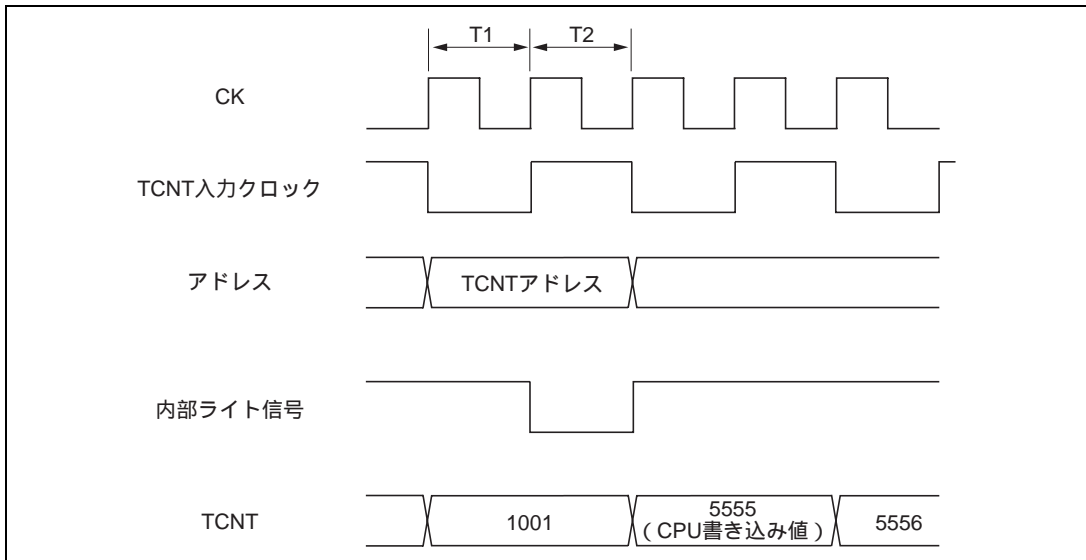 T1 T2
CK
TCNT入力クロック
アドレス TCNTアドレス
内部ライト信号
TCNT 1001 5555 5556
（CPU書き込み値）